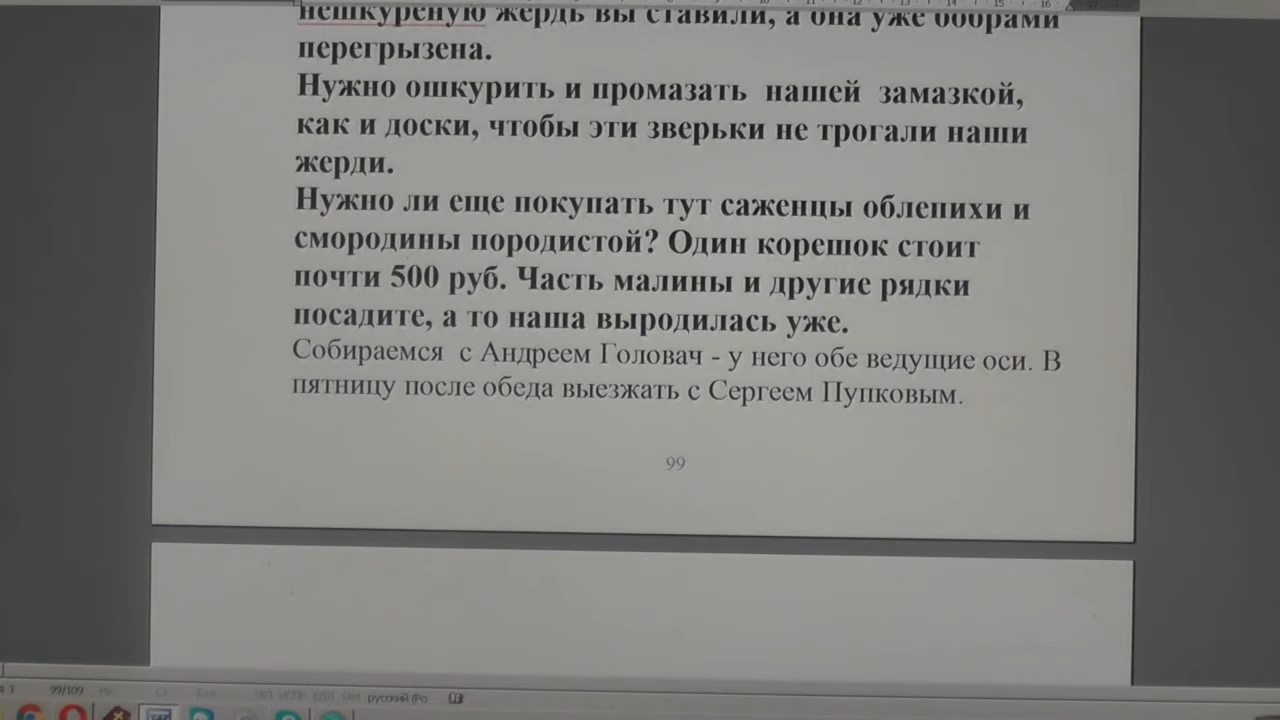 нешкуреную жердь вы ставили, а она уже бобрами
перегрызена.
Нужно ошкурить и промазать нашей замазкой,
как и доски, чтобы эти зверьки не трогали наши
жерди.
Нужно ли еще покупать тут саженцы облепихи и
смородины породистой? Один корешок стоит
почти 500 руб. Часть малины и другие рядки
посадите, а то наша выродилась уже.
Собираемся с Андреем Головач - у него обе ведущие оси. В
пятницу после обеда выезжать с Сергеем Пупковым.
99
99/109
русский (Ро